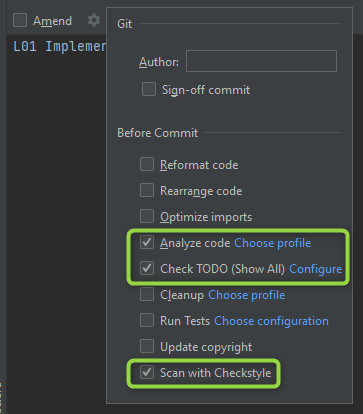 Amend
L01 Implemen
Git
Author:
Sign-off commit
Before Commit
Reformat code
Rearrange code
Optimize imports
Analyze code Choose profile
Check TODO (Show All) Configure
Cleanup Choose profile
Run Tests Choose configuration
Update copyright
Scan with Checkstyle